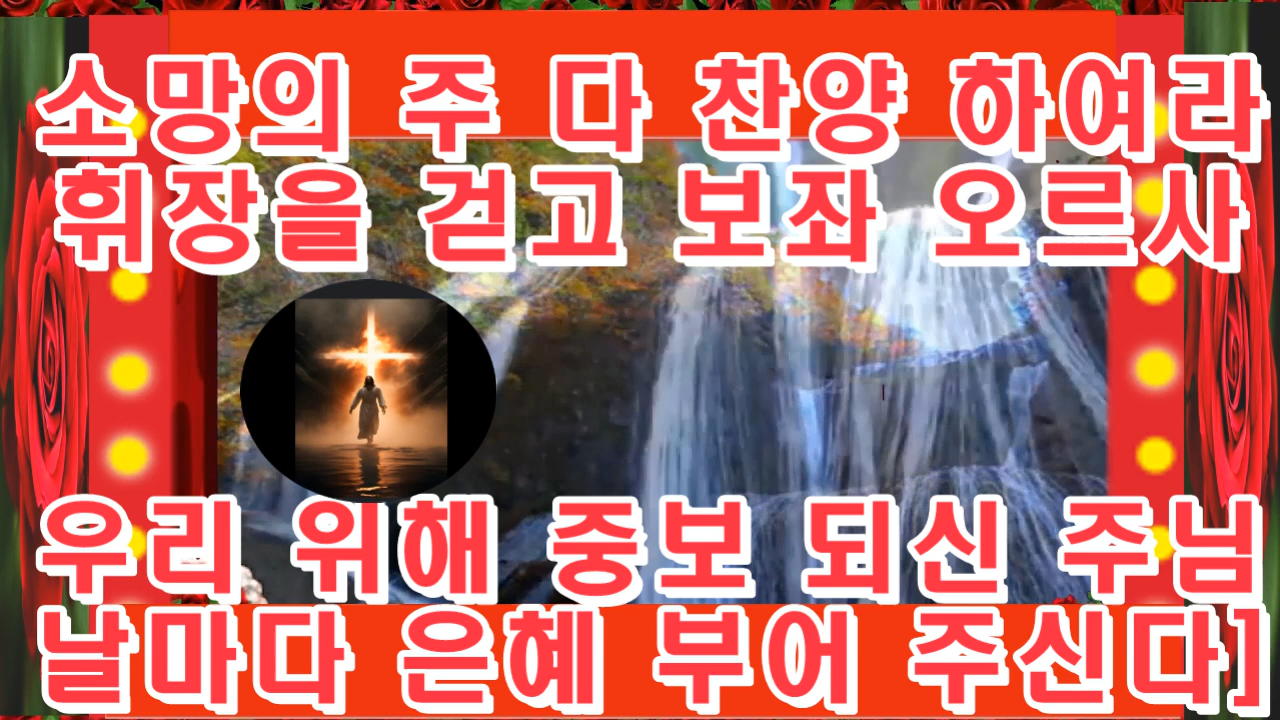 소망의 주 다 찬양 하여라
휘장을 걷고 보좌 오르사
우리 위해 중보 되신 주님
날마다 은혜 부어 주신다]